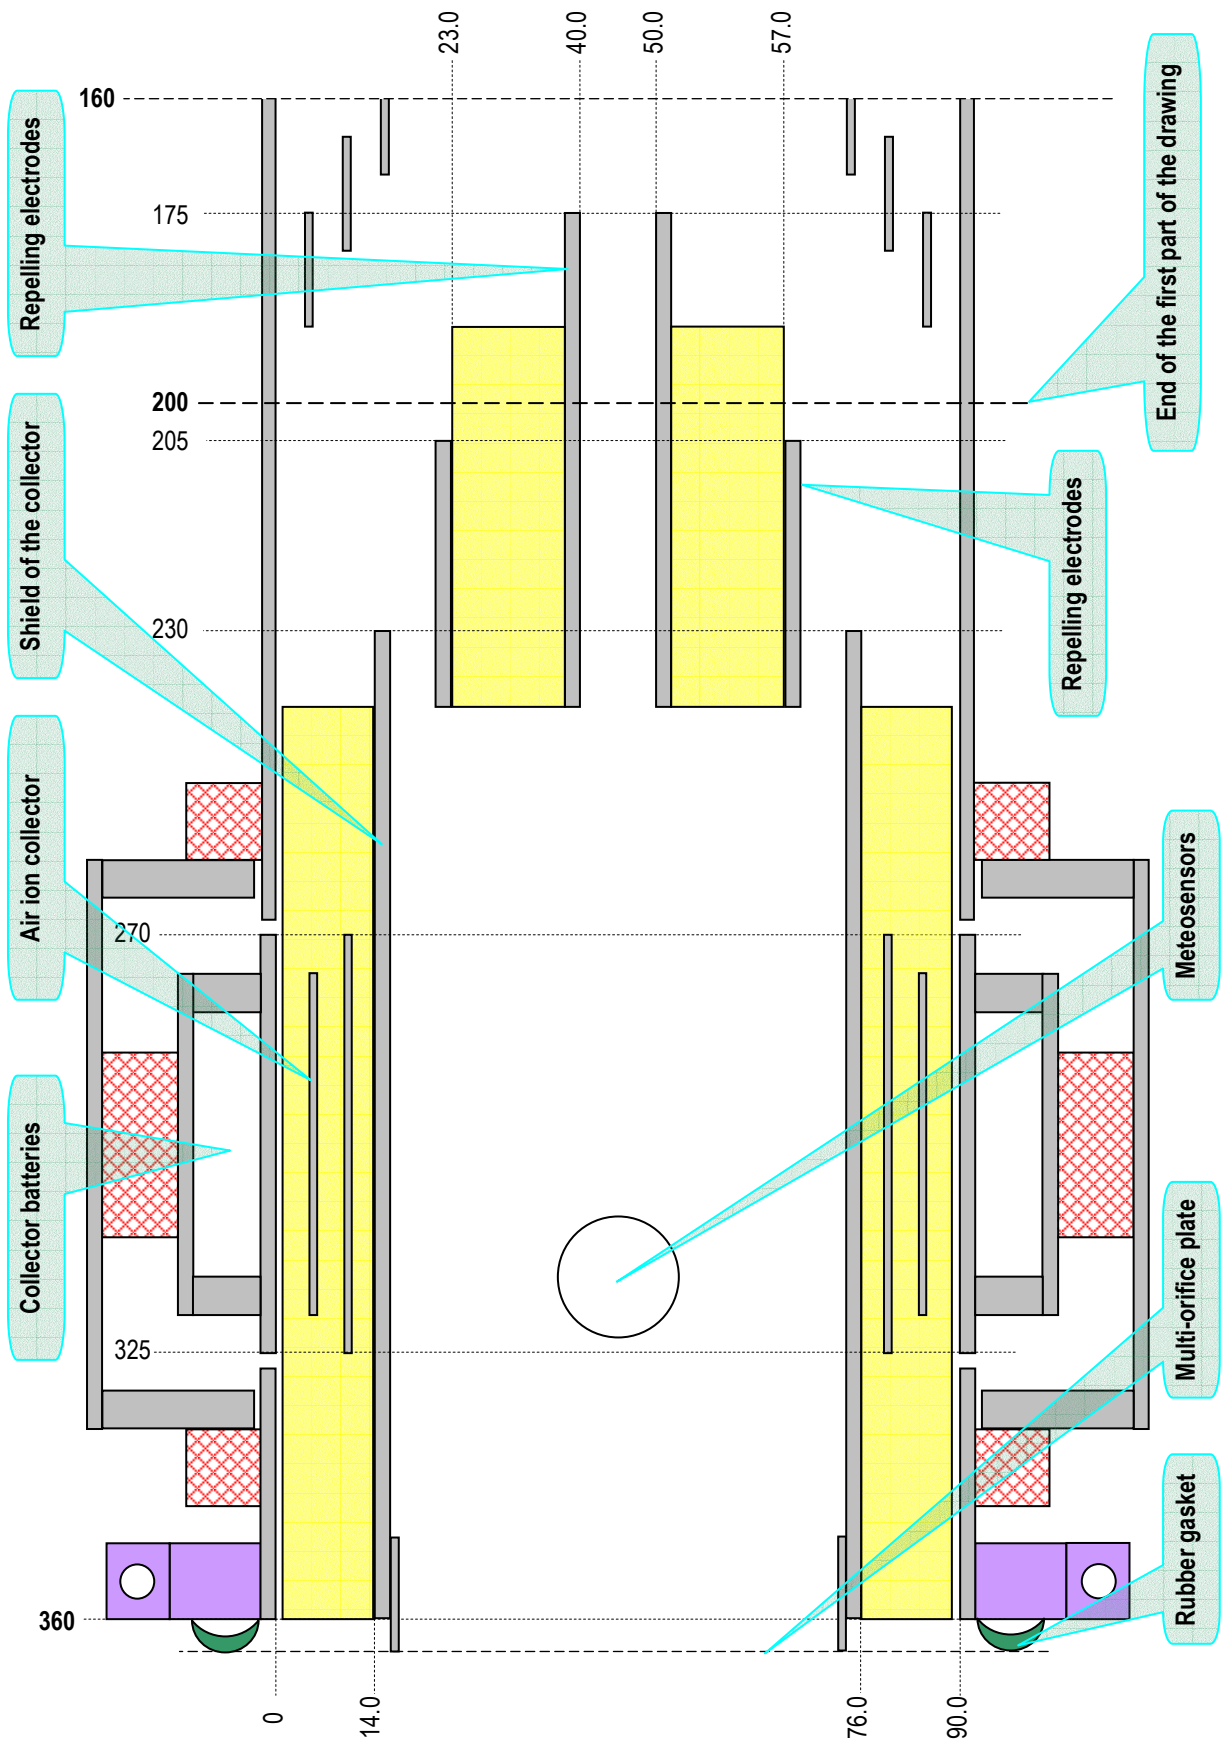 23.0
40.0
50.0
57.0
160
175
200
205
230
270
325
360
0
14.0
76.0
90.0
Repelling electrodes
Shield of the collector
Air ion collector
Collector batteries
End of the first part of the drawing
Repelling electrodes
Meteosensors
Multi-orifice plate
Rubber gasket